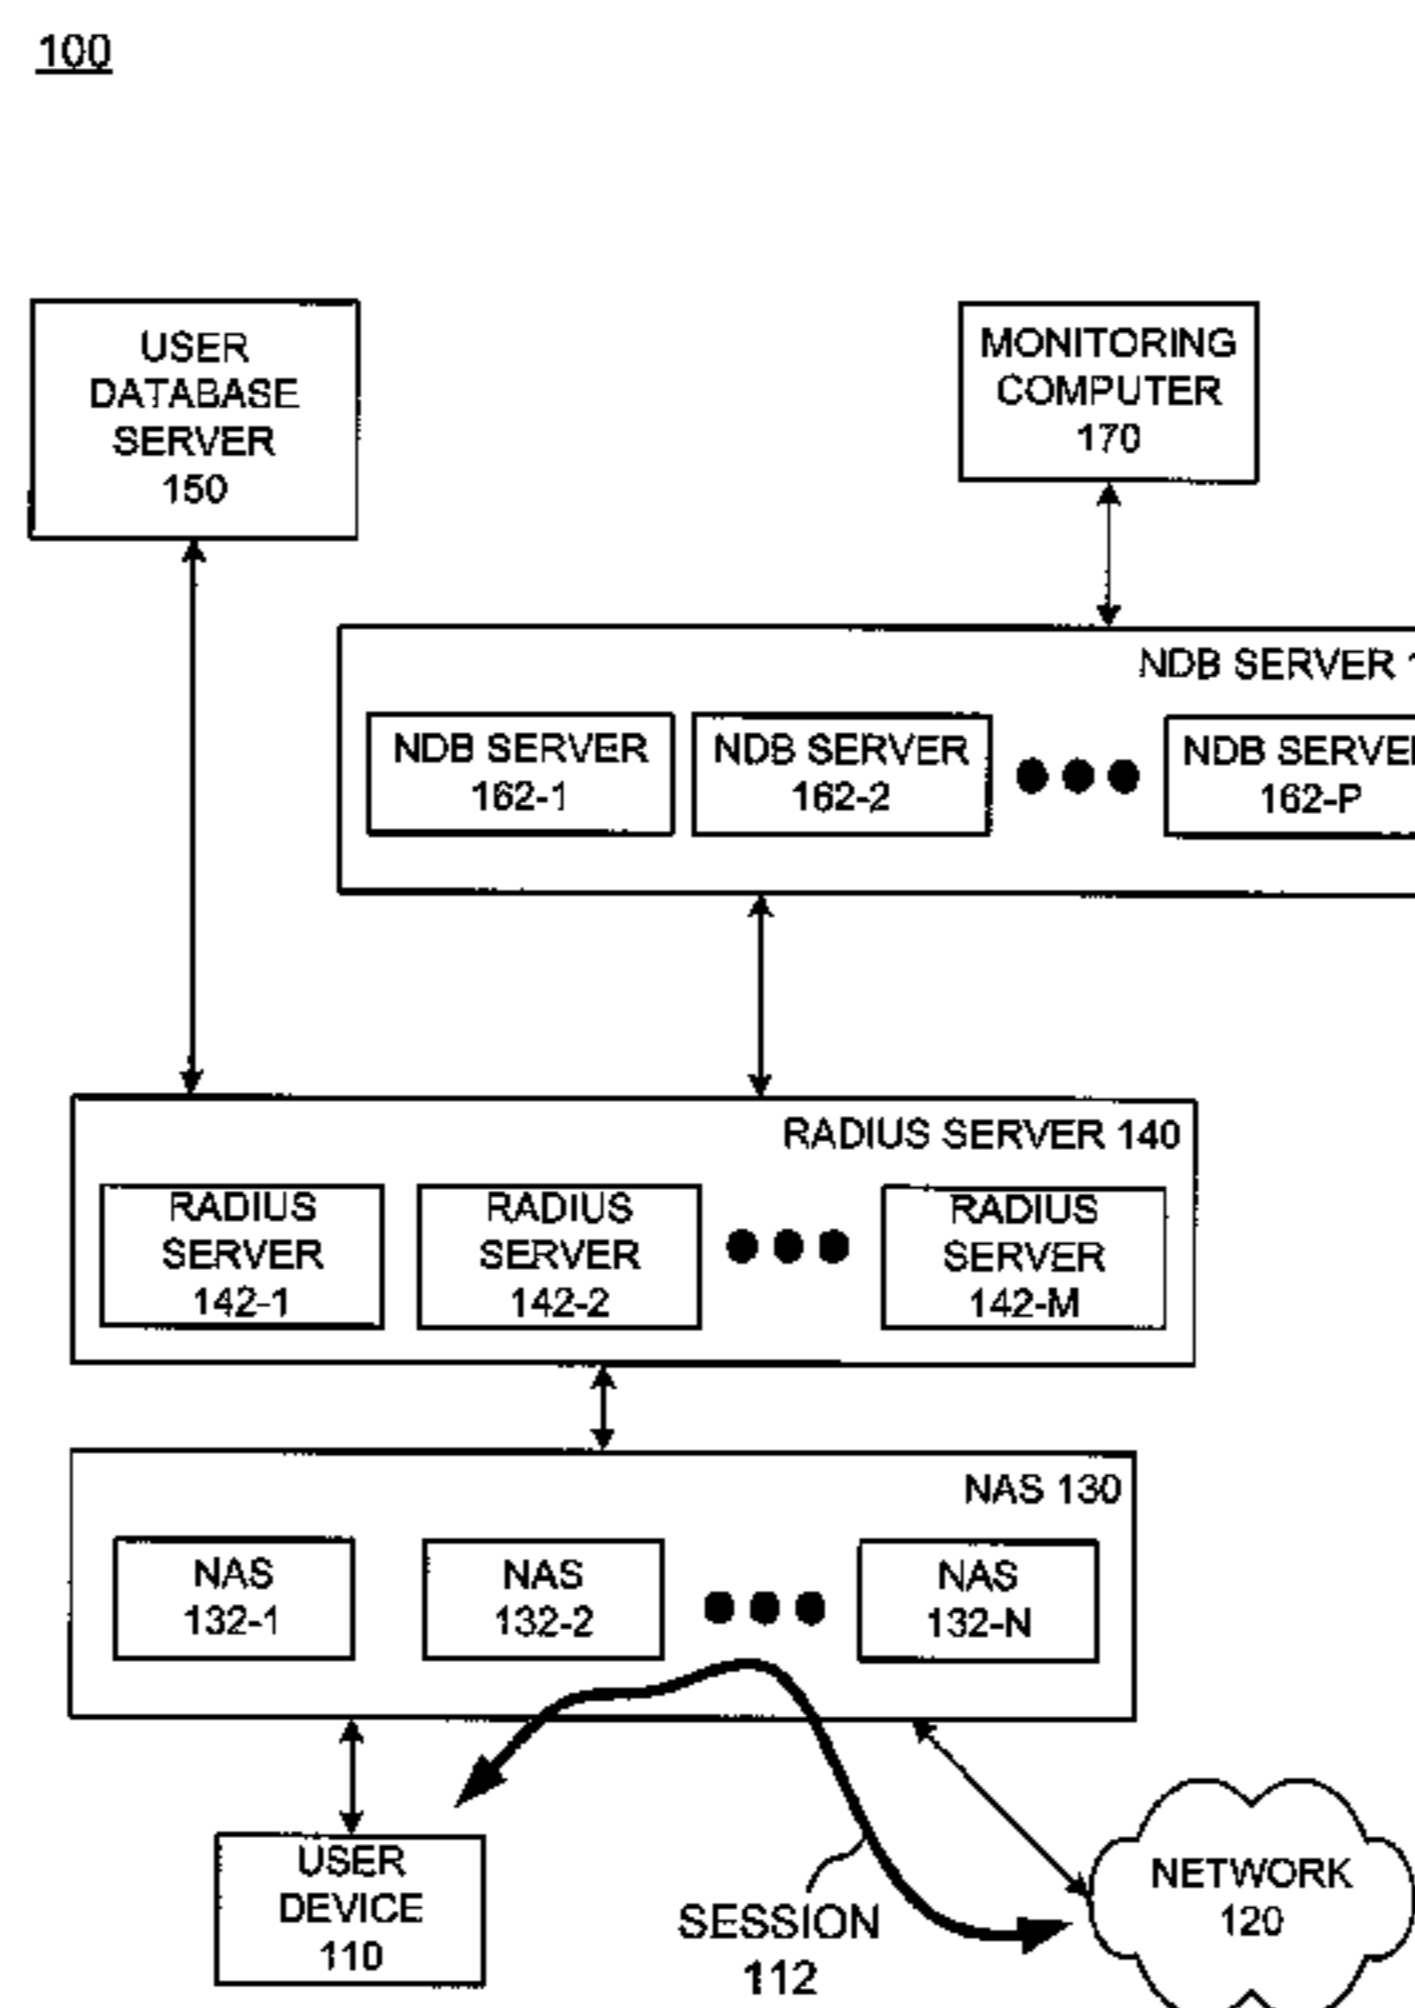 100
USER
DATABASE
SERVER
150
MONITORING
COMPUTER
170
NDB SERVER
NDB SERVER
162-1
NDB SERVER
162-2
NDB
162-P
RADIUS SERVER 140
RADIUS
SERVER
142-1
RADIUS
SERVER
142-2
RADIUS
SERVER
142-M
NAS 130
NAS
132-1
NAS
132-2
NAS
132-N
USER
DEVICE
110
SESSION
112
NETWORK
120